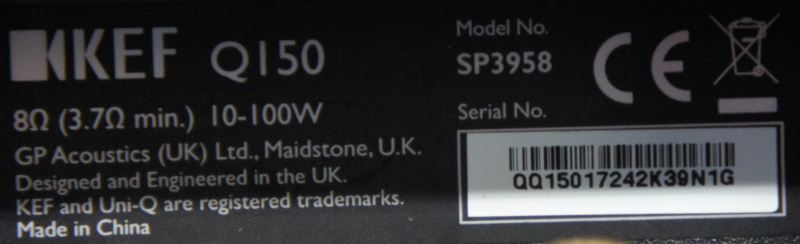 KEF Q150
8Ω (3.7Ω min.) 10-100W
GP Acoustics (UK) Ltd., Maidstone, U.K.
Designed and Engineered in the UK.
KEF and Uni-Q are registered trademarks.
Made in China
Model No.
SP3958
CE
Serial No.
QQ15017242K39N1G